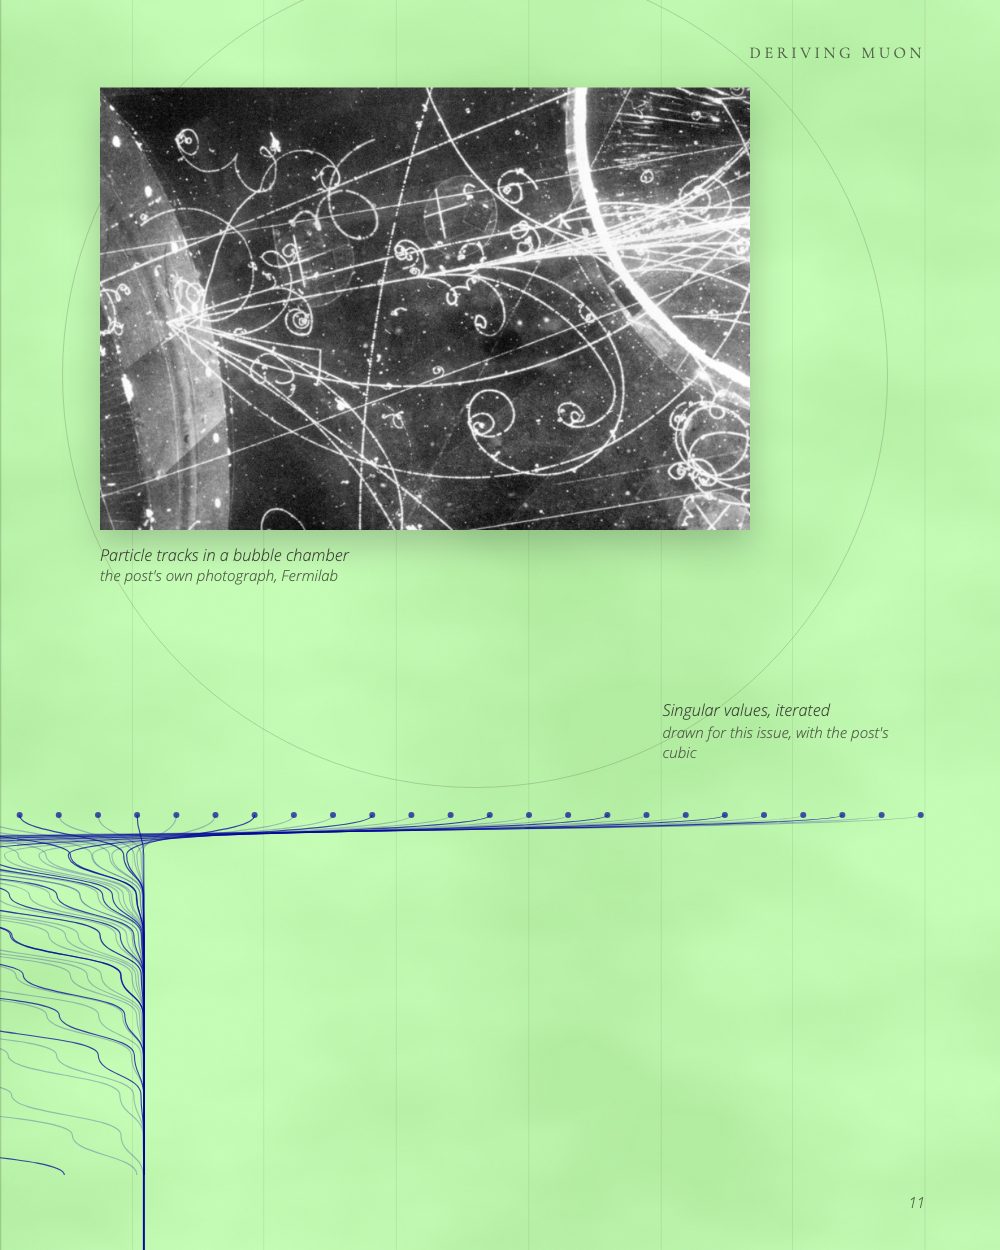 DERIVING MUON
Particle tracks in a bubble chamber
the post's own photograph, Fermilab
Singular values, iterated
drawn for this issue, with the post's
cubic
11